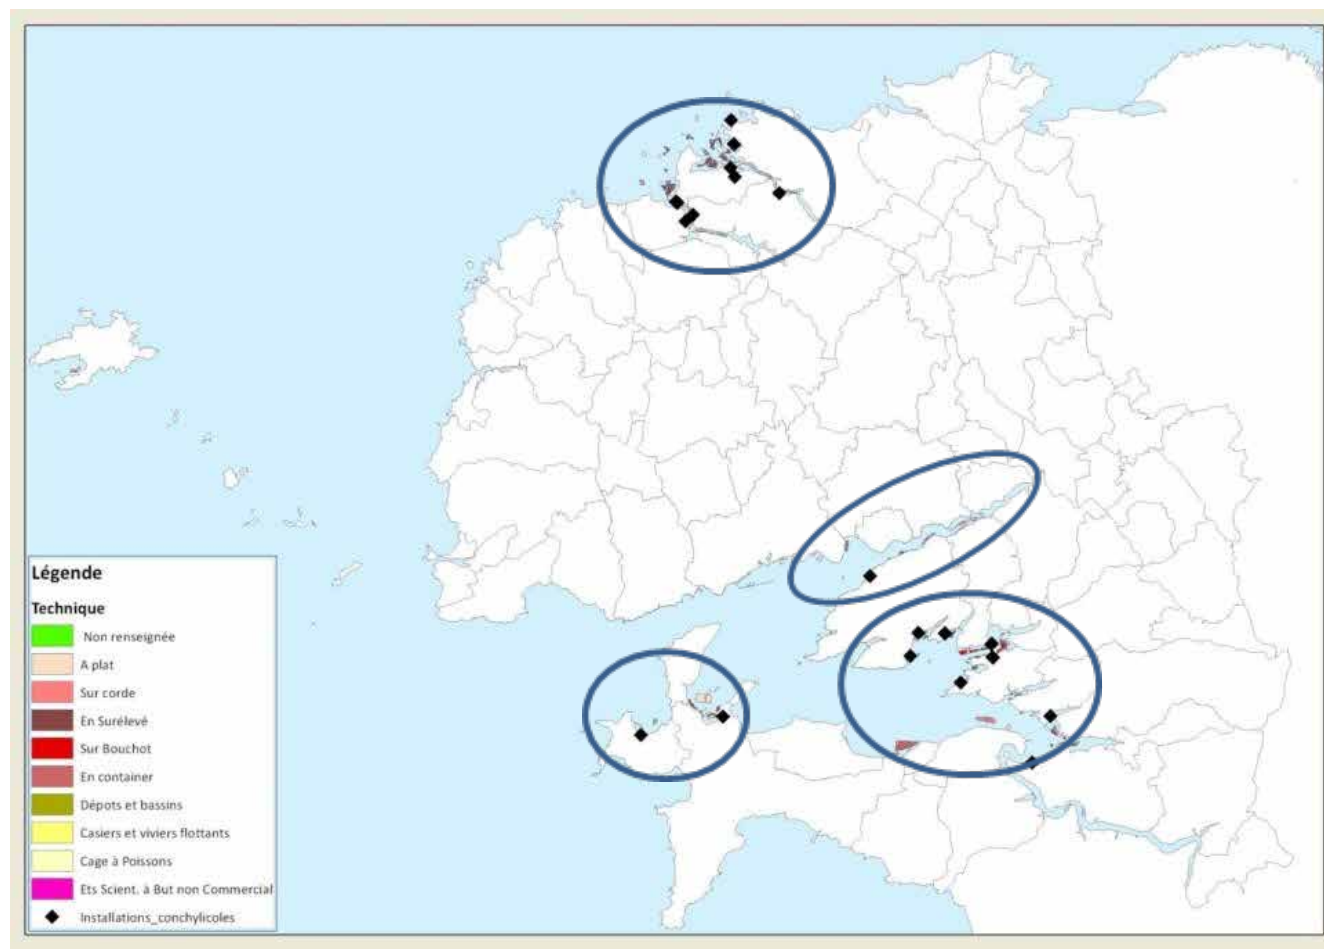 Légende
Technique
Non renseignée
A plat
Sur corde
En Surélevé
Sur Bouchot
En container
Dépots et bassins
Casiers et viviers flottants
Cage à Poissons
Ets Scient. à But non Commercial
Installations_conchylicoles